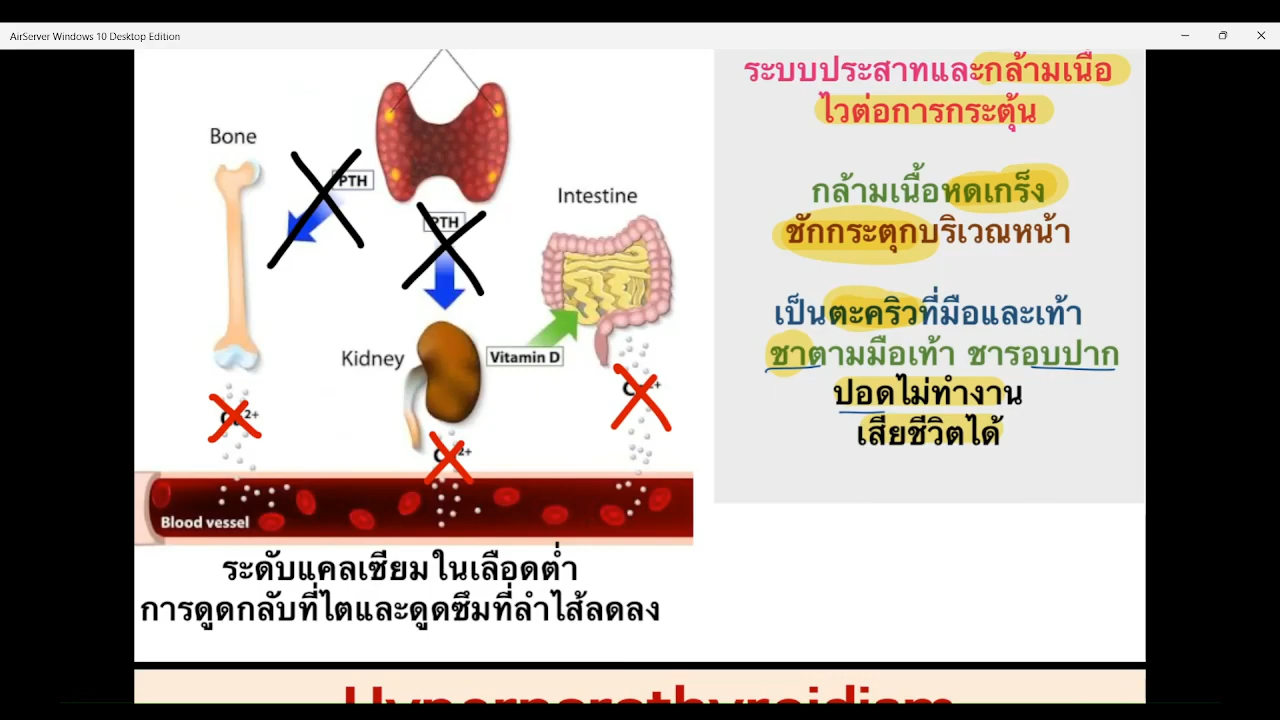 AirServer Windows 10 Desktop Edition
Bone
PTH
PTH
Intestine
Kidney
Vitamin D
Blood vessel
ระดับแคลเซียมในเลือดต่ำ
การดูดกลับที่ไตและดูดซึมที่ลำไส้ลดลง
ระบบประสาทและกล้ามเนื้อ
ไวต่อการกระตุ้น
กล้ามเนื้อหดเกร็ง
ชักกระตุกบริเวณหน้า
เป็นตะคริวที่มือและเท้า
ชาตามมือเท้า ชารอบปาก
ปอดไม่ทำงาน
เสียชีวิตได้
Hyperparathyroidism